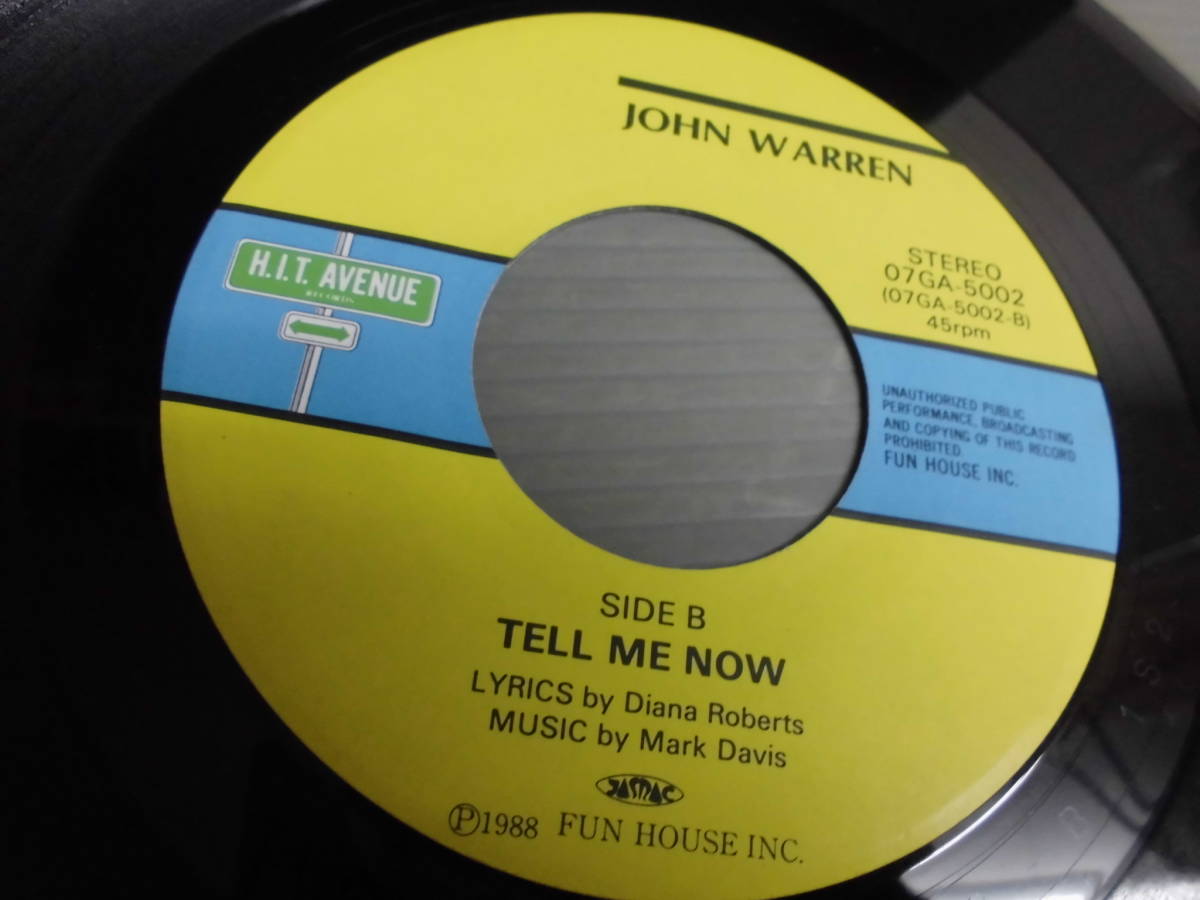 JOHN WARREN
H.I.T. AVENUE
RECORDS
STEREO
07GA-5002
(07GA-5002-B)
45rpm
UNAUTHORIZED PUBLIC
PERFORMANCE, BROADCASTING
AND COPYING OF THIS RECORD
PROHIBITED.
FUN HOUSE INC.
SIDE B
TELL ME NOW
LYRICS by Diana Roberts
MUSIC by Mark Davis
JASRAC
Ⓟ1988 FUN HOUSE INC.